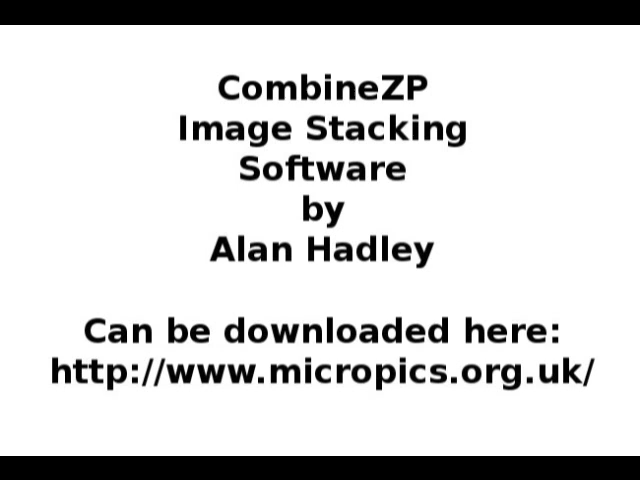 CombineZP
Image Stacking
Software
by
Alan Hadley
Can be downloaded here:
http://www.micropics.org.uk/